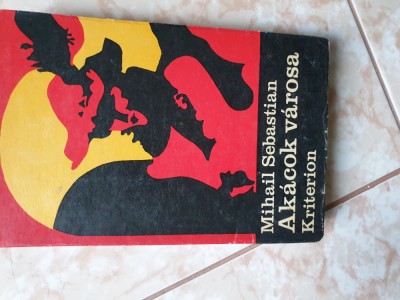 Mihail Sebastian
Akácok városa
Kriterion